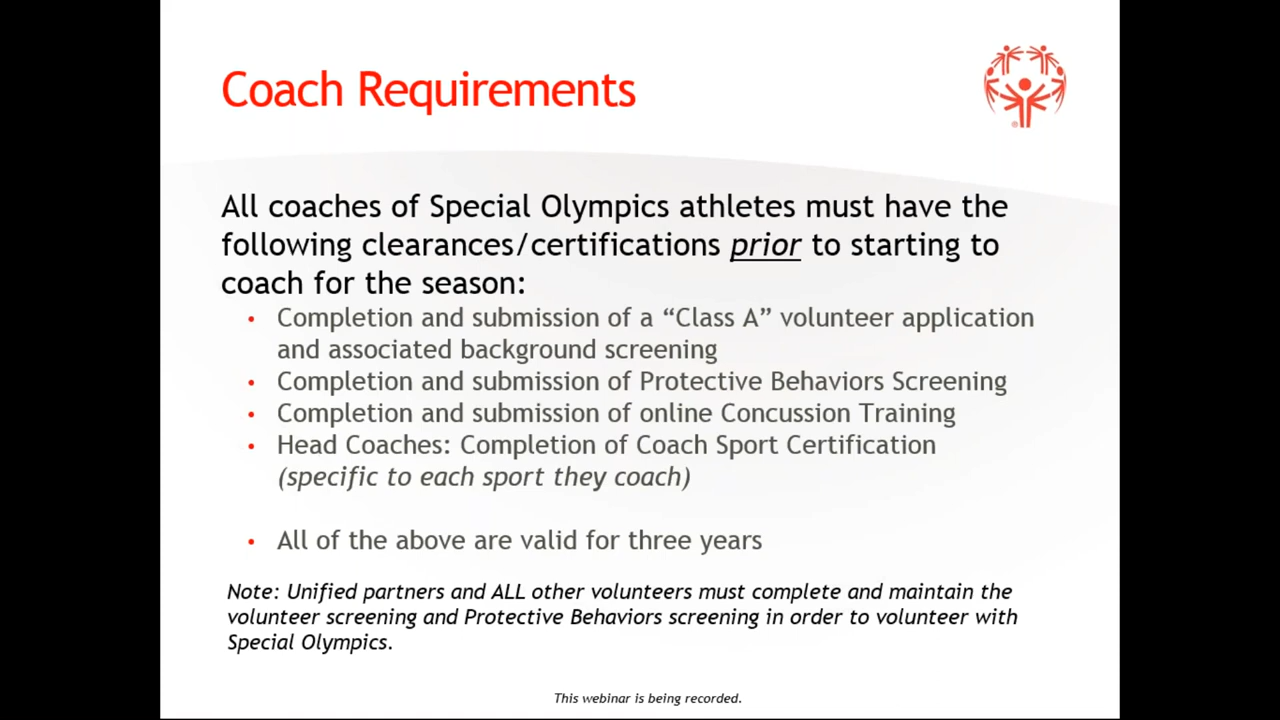 Coach Requirements
®
All coaches of Special Olympics athletes must have the
following clearances/certifications prior to starting to
coach for the season:
• Completion and submission of a “Class A” volunteer application
and associated background screening
• Completion and submission of Protective Behaviors Screening
• Completion and submission of online Concussion Training
• Head Coaches: Completion of Coach Sport Certification
(specific to each sport they coach)
• All of the above are valid for three years
Note: Unified partners and ALL other volunteers must complete and maintain the
volunteer screening and Protective Behaviors screening in order to volunteer with
Special Olympics.
This webinar is being recorded.